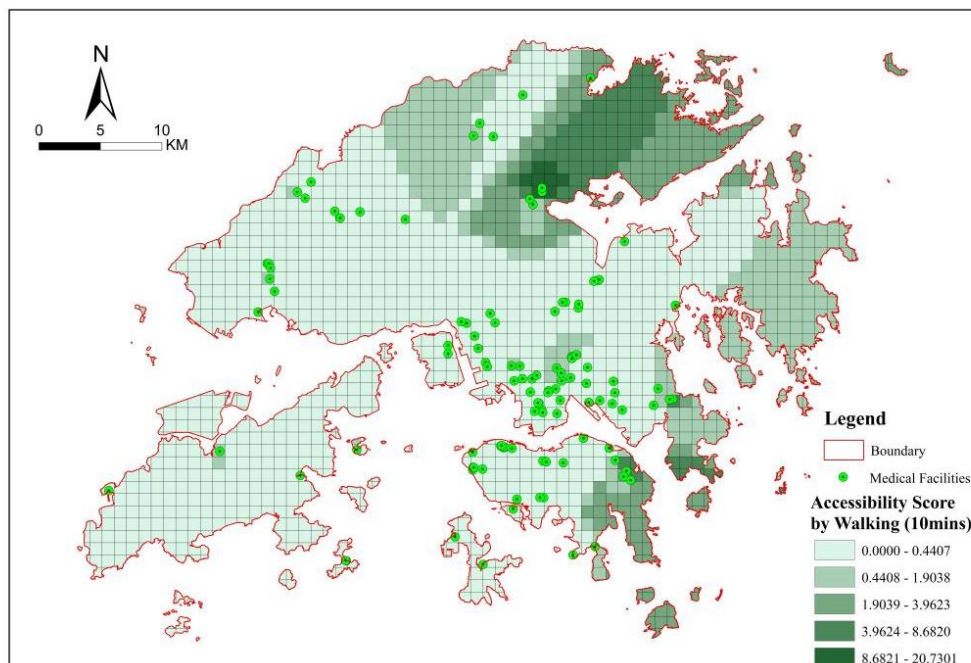 N
0 5 10
KM
Legend
Boundary
Medical Facilities
Accessibility Score
by Walking (10mins)
0.0000 - 0.4407
0.4408 - 1.9038
1.9039 - 3.9623
3.9624 - 8.6820
8.6821 - 20.7301